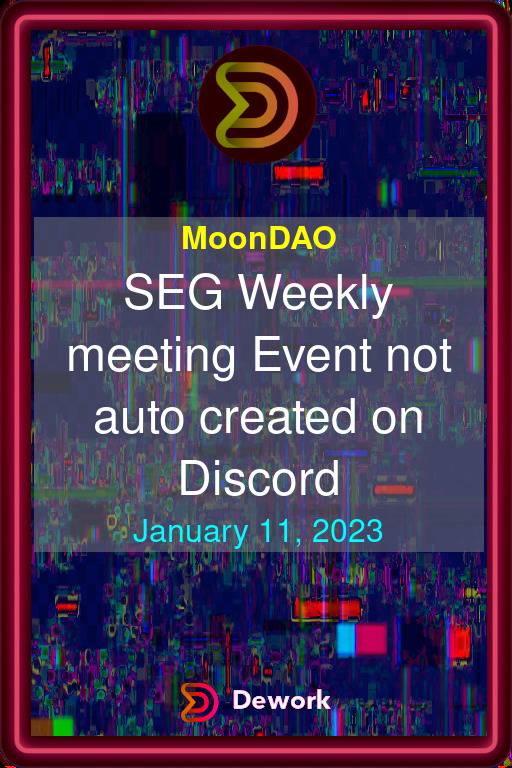 MoonDAO
SEG Weekly
meeting Event not
auto created on
Discord
January 11, 2023
Dework